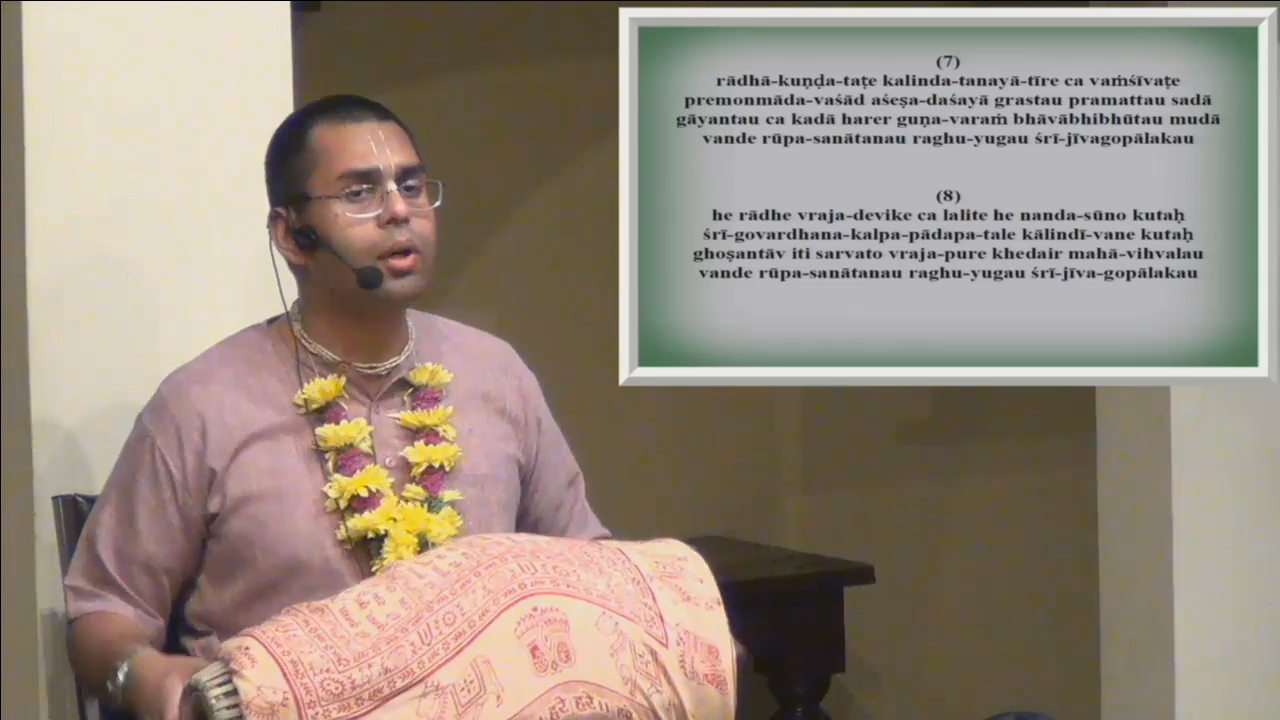 (7)
rādhā-kuṇḍa-taṭe kalinda-tanayā-tīre ca vaṁśīvaṭe
premonmāda-vaśād aśeṣa-daśayā grastau pramattau sadā
gāyantau ca kadā harer guṇa-varaṁ bhāvābhibhūtau mudā
vande rūpa-sanātanau raghu-yugau śrī-jīvagopālakau
(8)
he rādhe vraja-devike ca lalite he nanda-sūno kutaḥ
śrī-govardhana-kalpa-pādapa-tale kālindī-vane kutaḥ
ghoṣantāv iti sarvato vraja-pure khedair mahā-vihvalau
vande rūpa-sanātanau raghu-yugau śrī-jīva-gopālakau
हरे हरे ॥